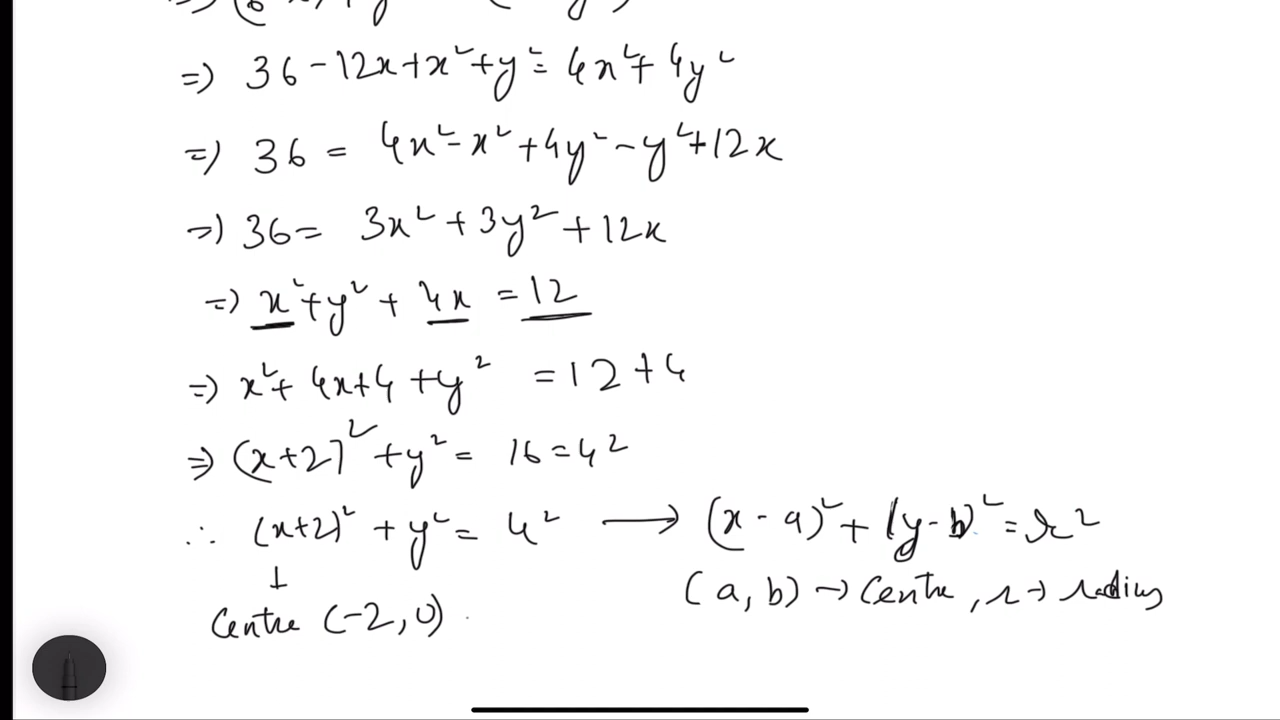 =) 36 - 12x + x² + y² = 4x² + 4y²
=) 36 = 4x² - x² + 4y² - y² + 12x
=) 36 = 3x² + 3y² + 12x
=) x² + y² + 4x = 12
=) x² + 4x + 4 + y² = 12 + 4
=) (x+2)² + y² = 16 = 4²
∴ (x+2)² + y² = 4² → (x - a)² + (y - b)² = r²
↓ (a, b) → Centre, r → radius
Centre (-2, 0)